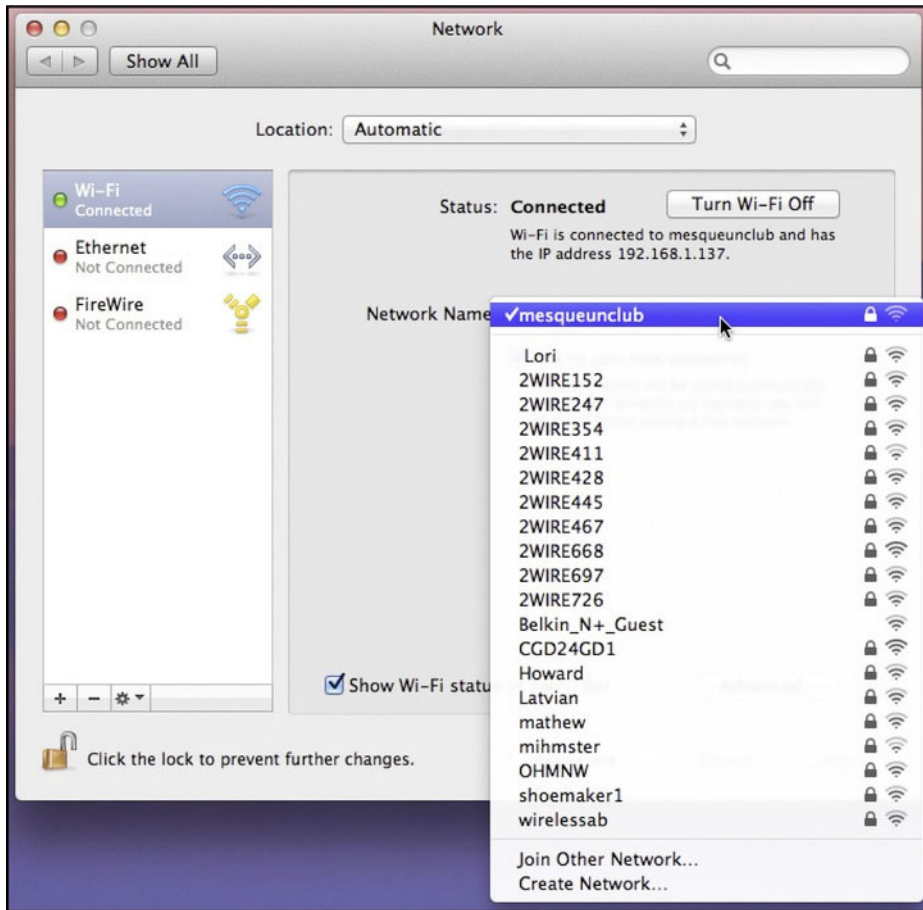 Network
Show All
Location: Automatic
Wi-Fi
Connected
Ethernet
Not Connected
FireWire
Not Connected
Status: Connected
Turn Wi-Fi Off
Wi-Fi is connected to mesqueunclub and has
the IP address 192.168.1.137.
Network Name
✓mesqueunclub
Lori
2WIRE152
2WIRE247
2WIRE354
2WIRE411
2WIRE428
2WIRE445
2WIRE467
2WIRE668
2WIRE697
2WIRE726
Belkin_N+_Guest
CGD24GD1
Howard
Latvian
mathew
mihmster
OHMNW
shoemaker1
wirelessab
Join Other Network...
Create Network...
Show Wi-Fi statu
Click the lock to prevent further changes.